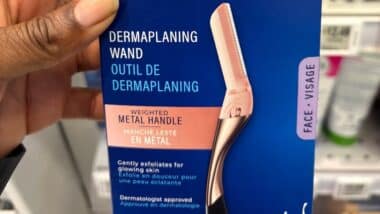 DERMAPLANING
WAND
OUTIL DE
DERMAPLANING
WEIGHTED
METAL HANDLE
MANCHE LESTÉ
EN MÉTAL
Gently exfoliates for
glowing skin
Exfolie en douceur pour
une peau éclatante
Dermatologist approved
Approuvé en dermatologie
FACE • VISAGE